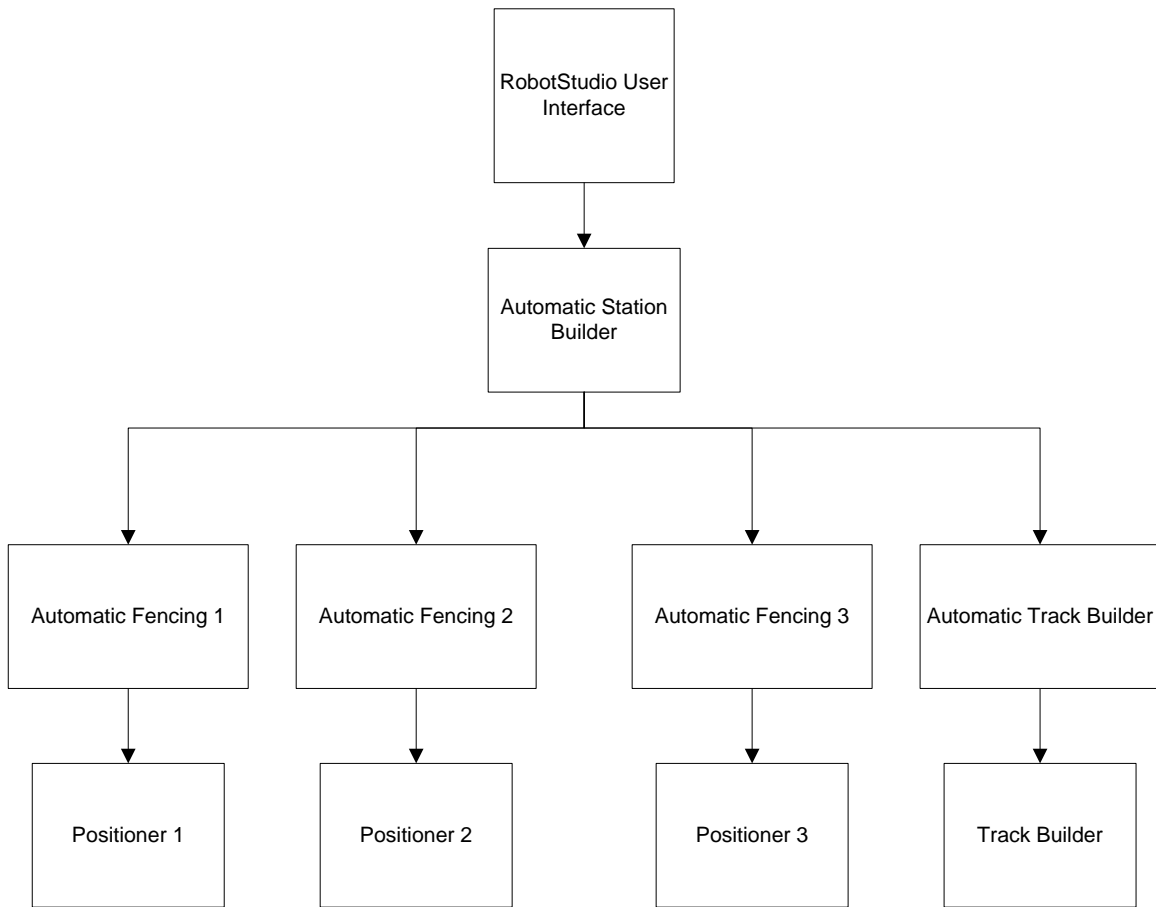 RobotStudio User
Interface
Automatic Station
Builder
Automatic Fencing 1
Automatic Fencing 2
Automatic Fencing 3
Automatic Track Builder
Positioner 1
Positioner 2
Positioner 3
Track Builder